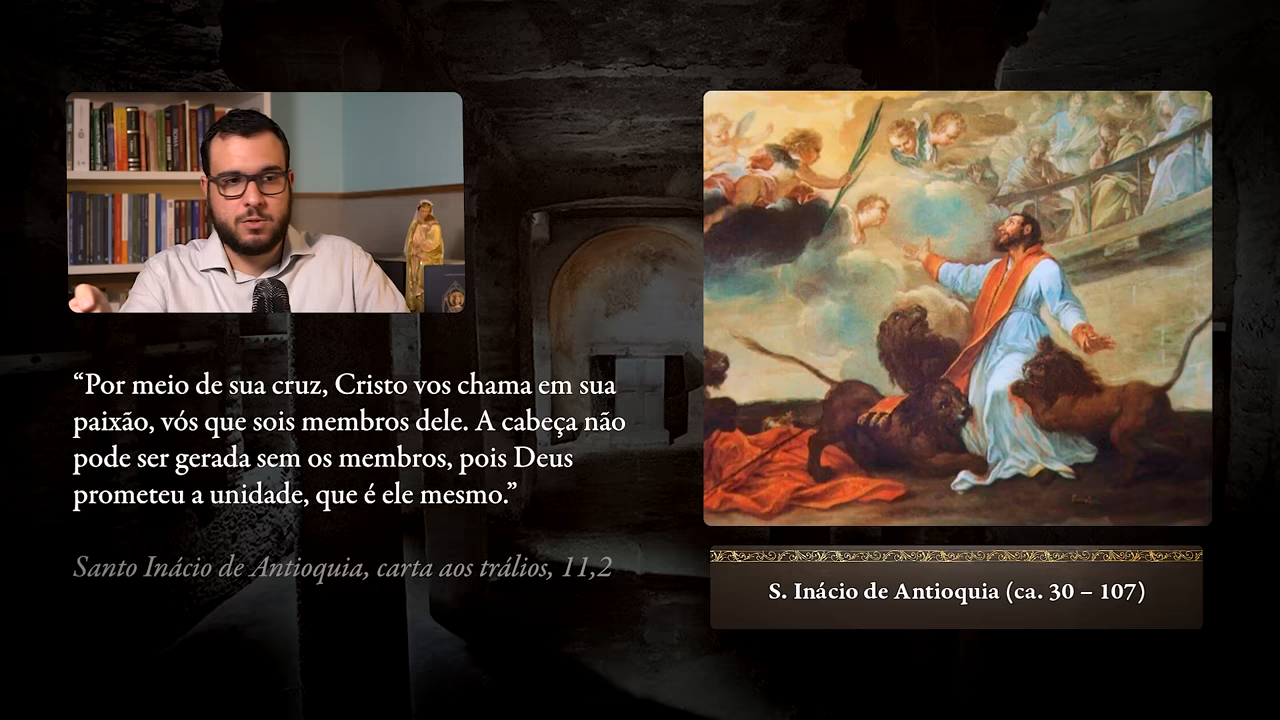 “Por meio de sua cruz, Cristo vos chama em sua
paixão, vós que sois membros dele. A cabeça não
pode ser gerada sem os membros, pois Deus
prometeu a unidade, que é ele mesmo.”
Santo Inácio de Antioquia, carta aos trálios, 11,2
S. Inácio de Antioquia (ca. 30 – 107)